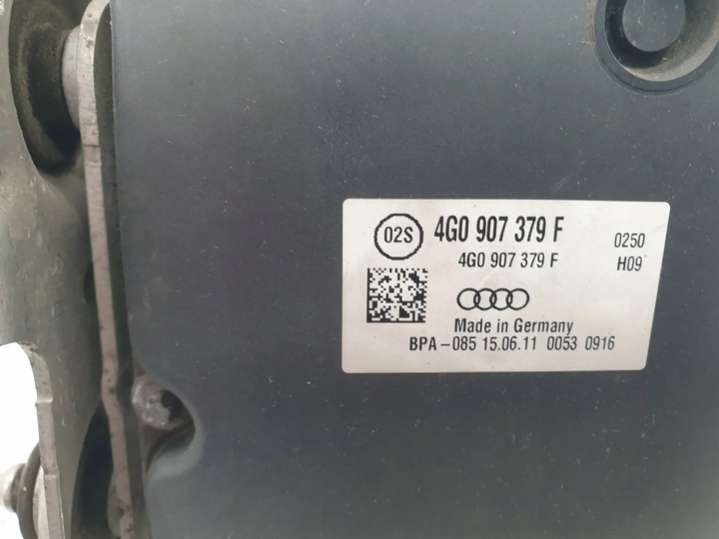 02S 4G0 907 379 F 0250
4G0 907 379 F H09
Made in Germany
BPA-085 15.06.11 0053 0916